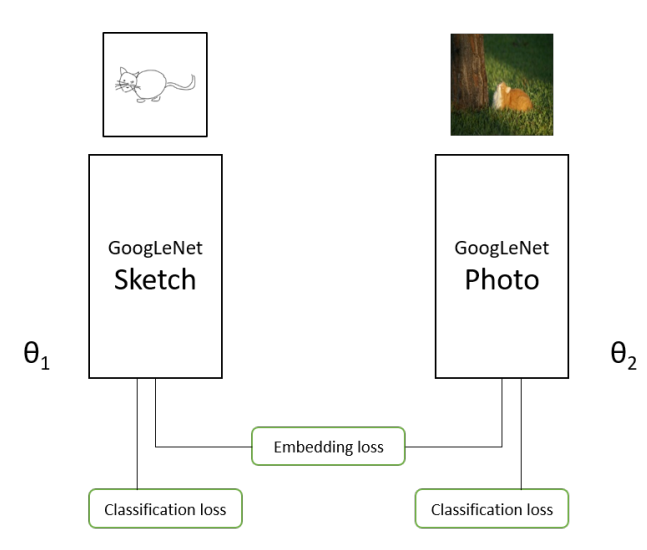 GoogLeNet
Sketch
GoogLeNet
Photo
θ1
θ2
Embedding loss
Classification loss
Classification loss